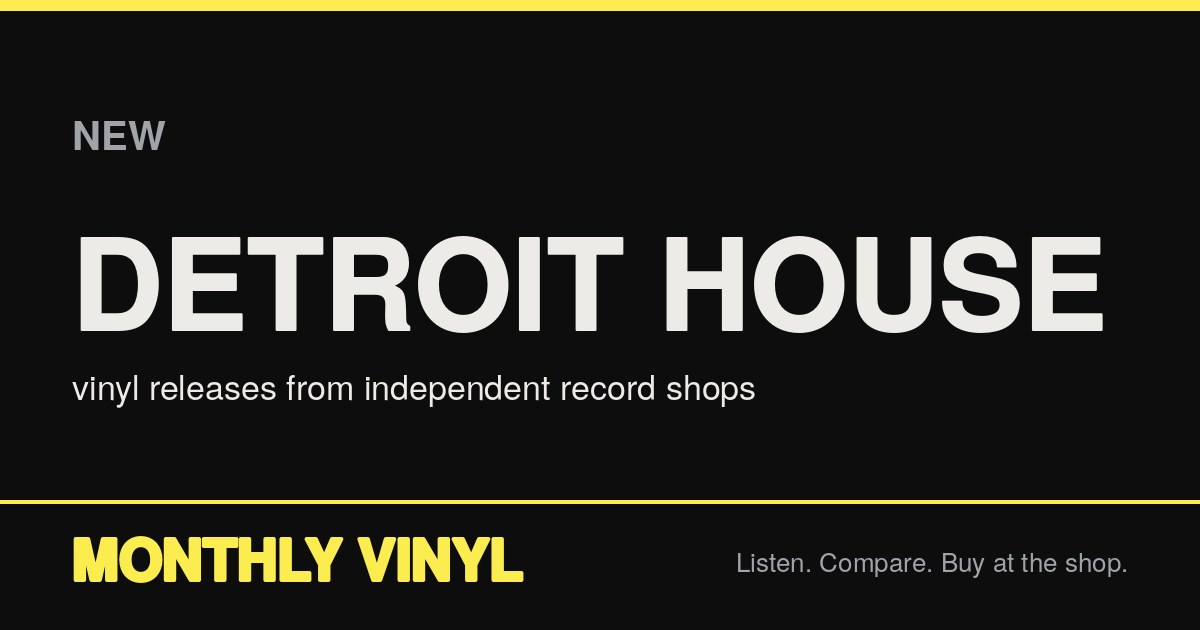 NEW
DETROIT HOUSE
vinyl releases from independent record shops
MONTHLY VINYL
Listen. Compare. Buy at the shop.